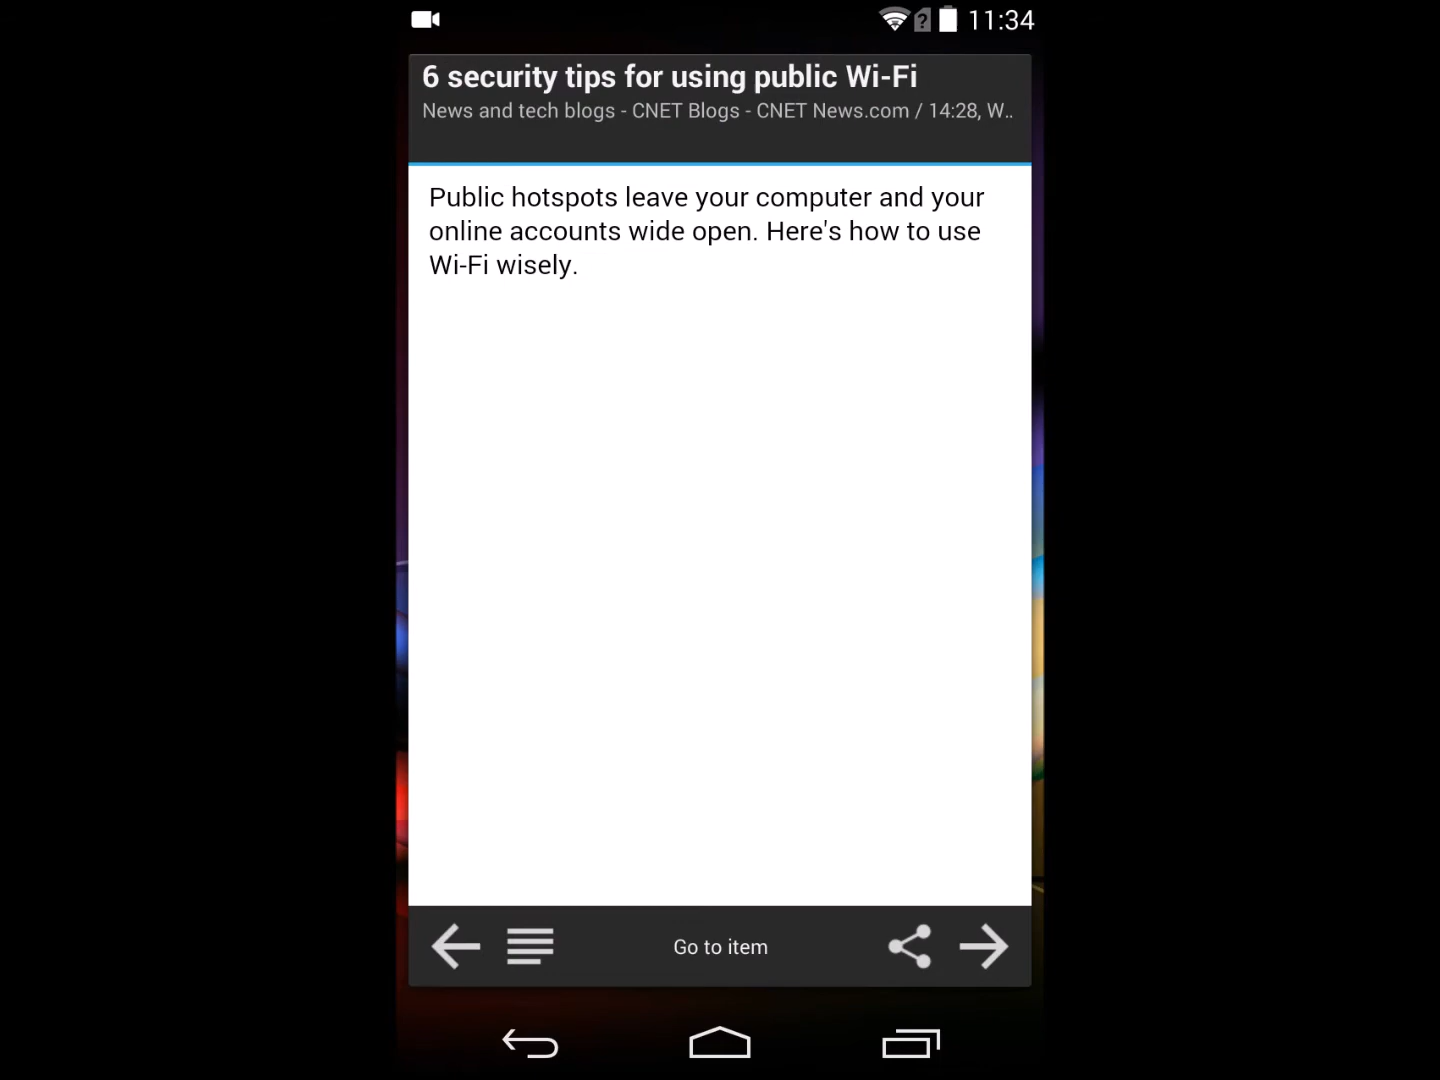 11:34
6 security tips for using public Wi-Fi
News and tech blogs - CNET Blogs - CNET News.com / 14:28, W..
Public hotspots leave your computer and your
online accounts wide open. Here's how to use
Wi-Fi wisely.
Go to item